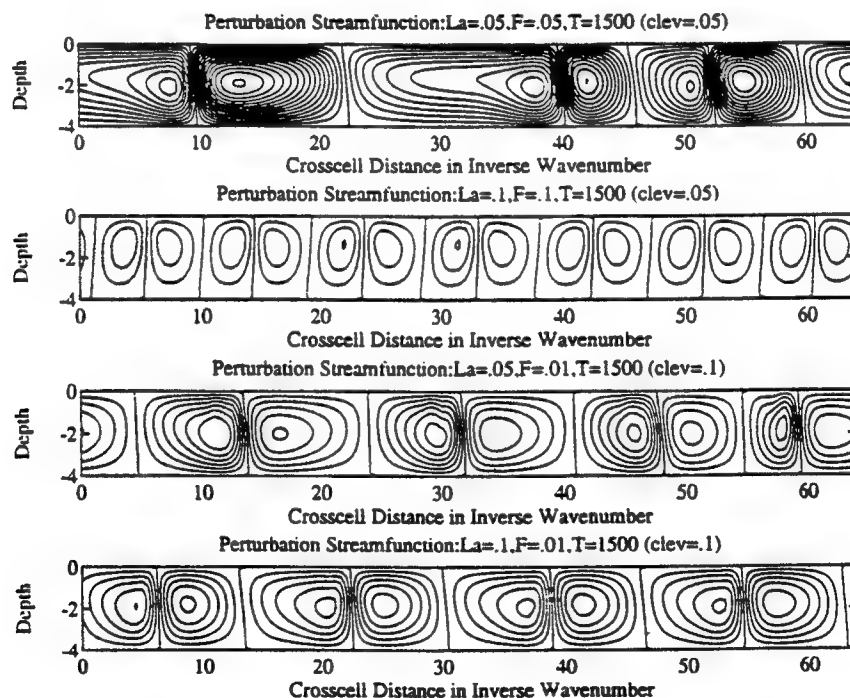 Perturbation Streamfunction:La=.05,F=.05,T=1500 (clev=.05)
0
-2
-4
Depth
0 10 20 30 40 50 60
Crosscell Distance in Inverse Wavenumber
Perturbation Streamfunction:La=.1,F=.1,T=1500 (clev=.05)
0
-2
-4
Depth
0 10 20 30 40 50 60
Crosscell Distance in Inverse Wavenumber
Perturbation Streamfunction:La=.05,F=.01,T=1500 (clev=.1)
0
-2
-4
Depth
0 10 20 30 40 50 60
Crosscell Distance in Inverse Wavenumber
Perturbation Streamfunction:La=.1,F=.01,T=1500 (clev=.1)
0
-2
-4
Depth
0 10 20 30 40 50 60
Crosscell Distance in Inverse Wavenumber